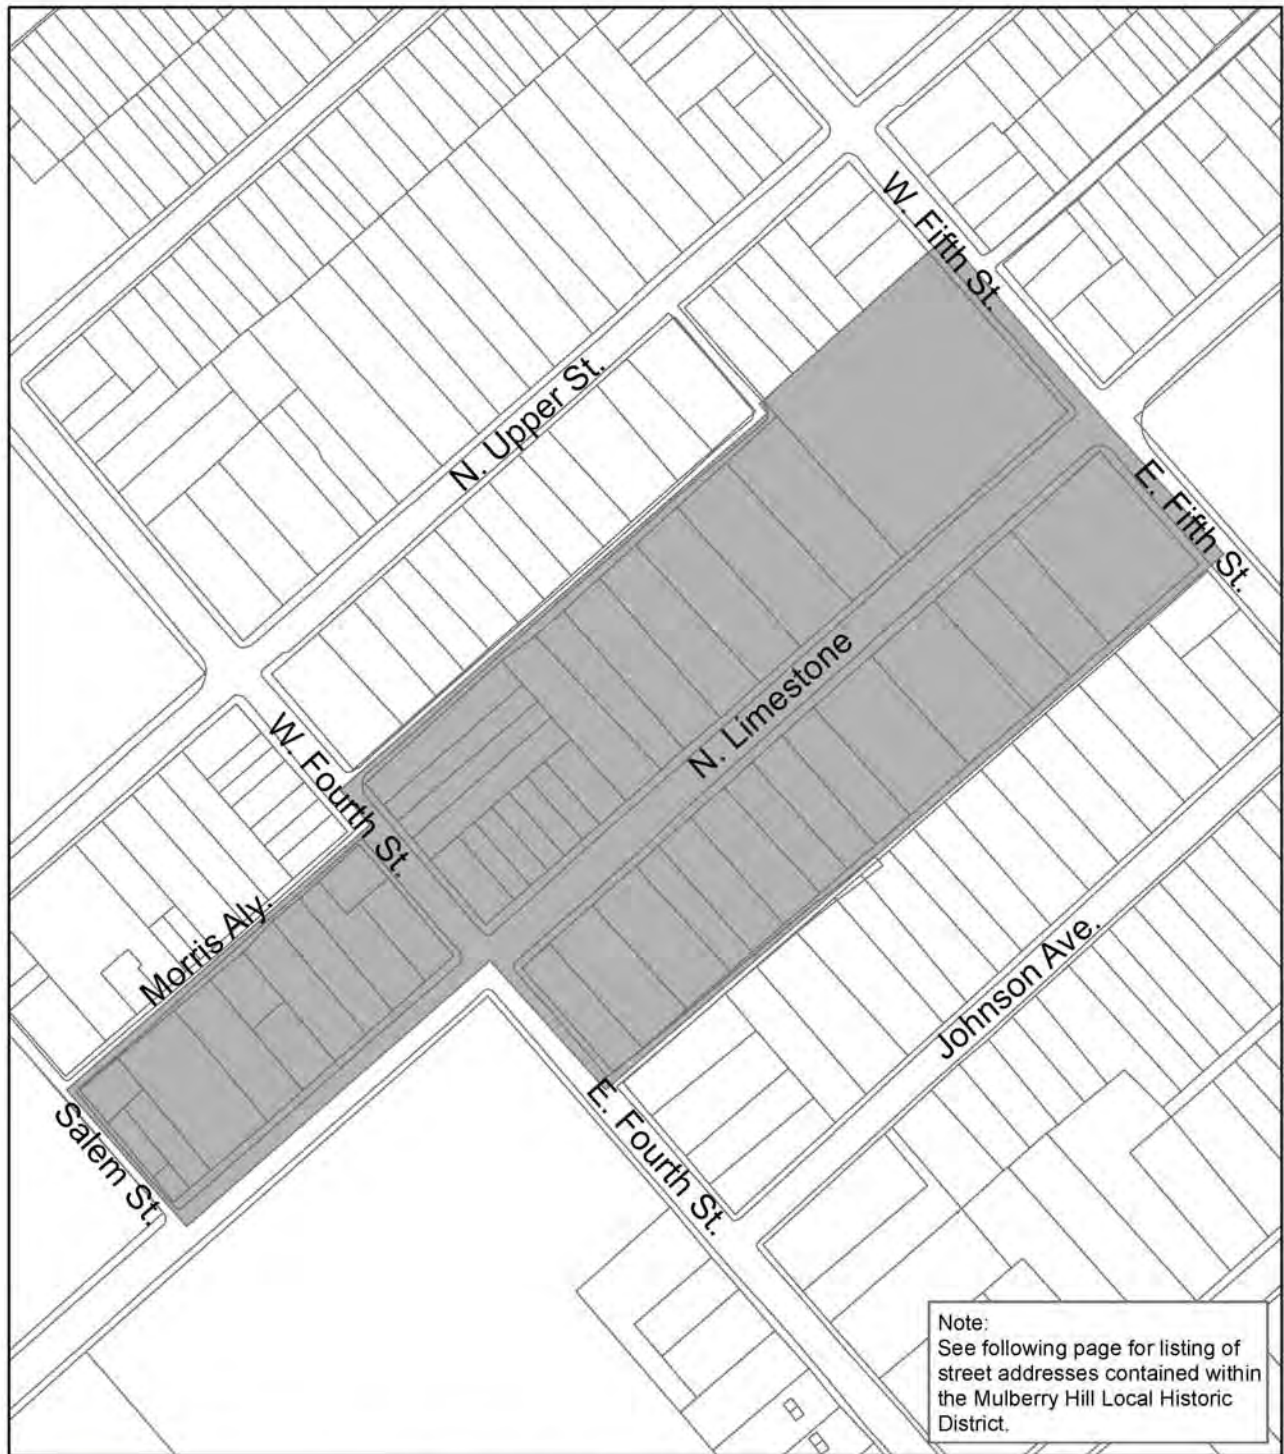 W. Fifth St.
N. Upper St.
E. Fifth St.
N. Limestone
W. Fourth St.
Morris Aly.
Johnson Ave.
Salem St.
E. Fourth St.
Note:
See following page for listing of
street addresses contained within
the Mulberry Hill Local Historic
District.